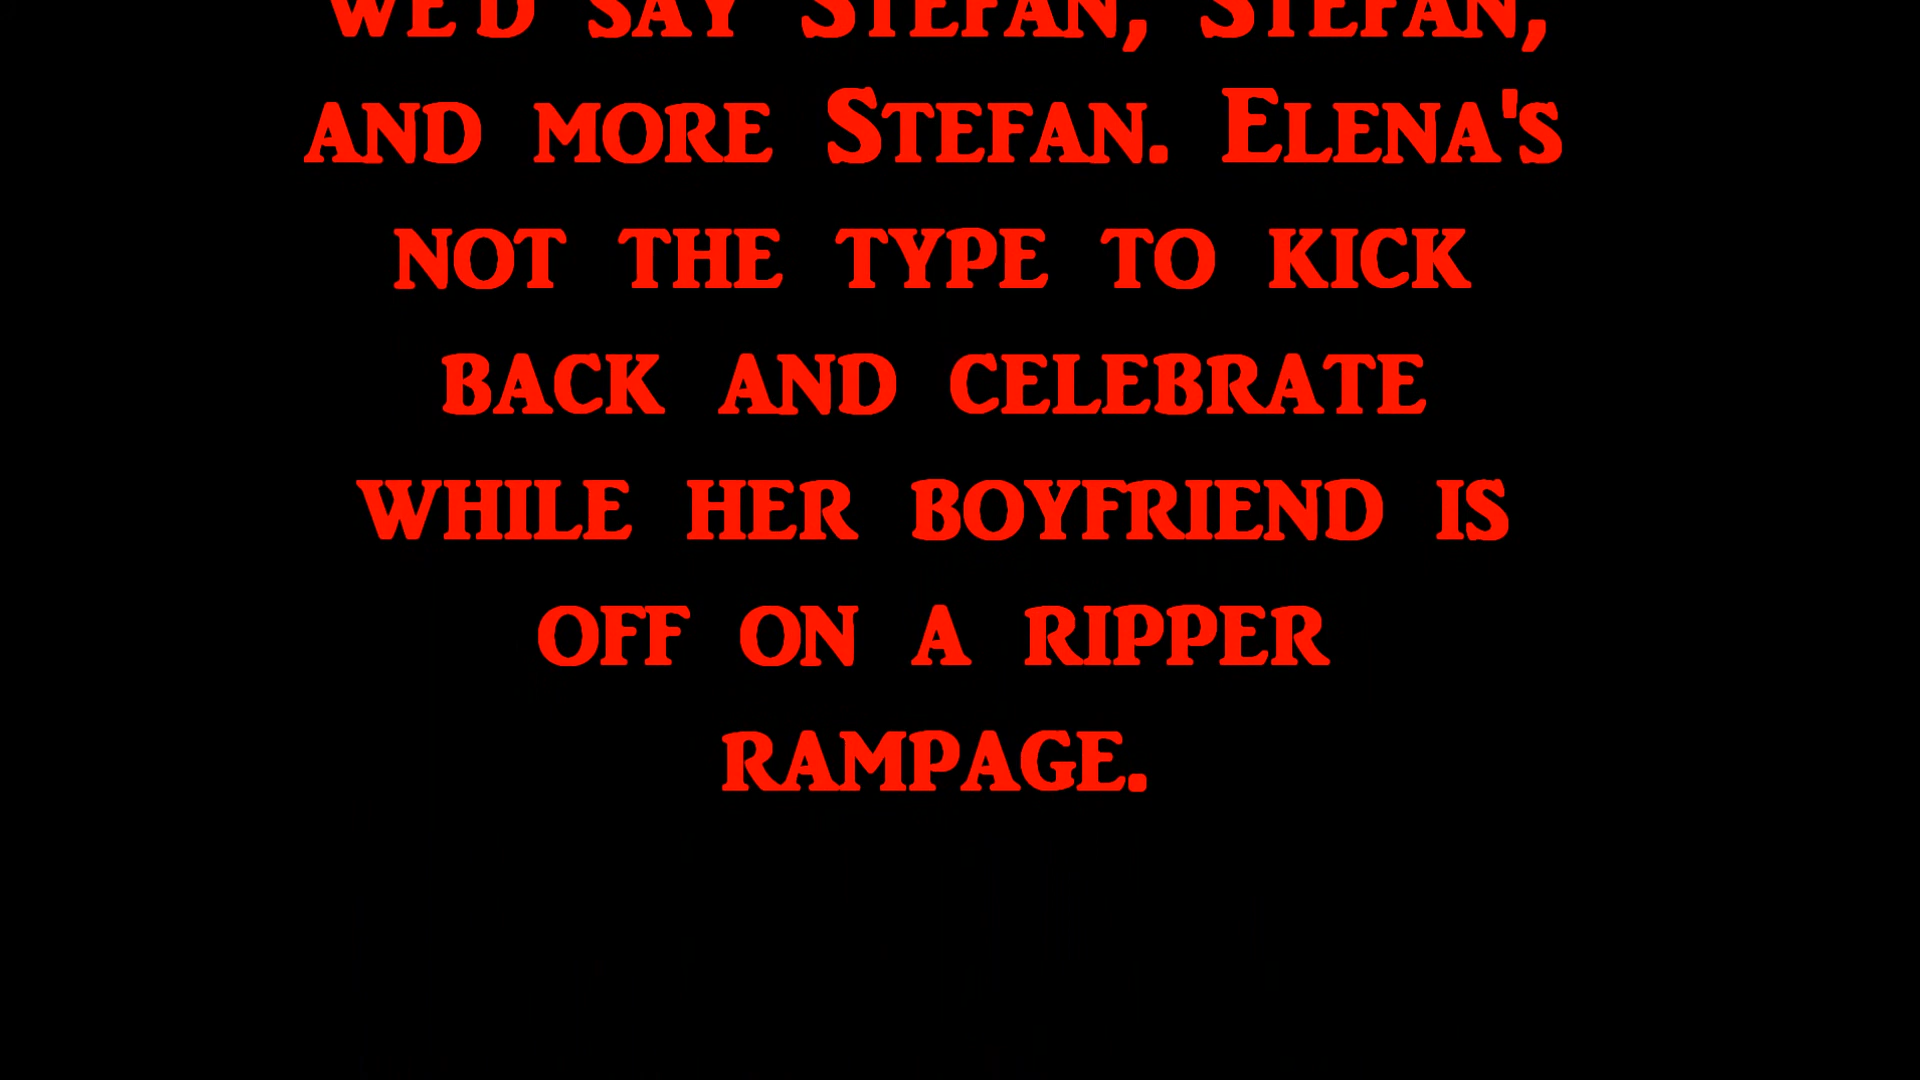 we'd say Stefan, Stefan,
and more Stefan. Elena's
not the type to kick
back and celebrate
while her boyfriend is
off on a ripper
rampage.